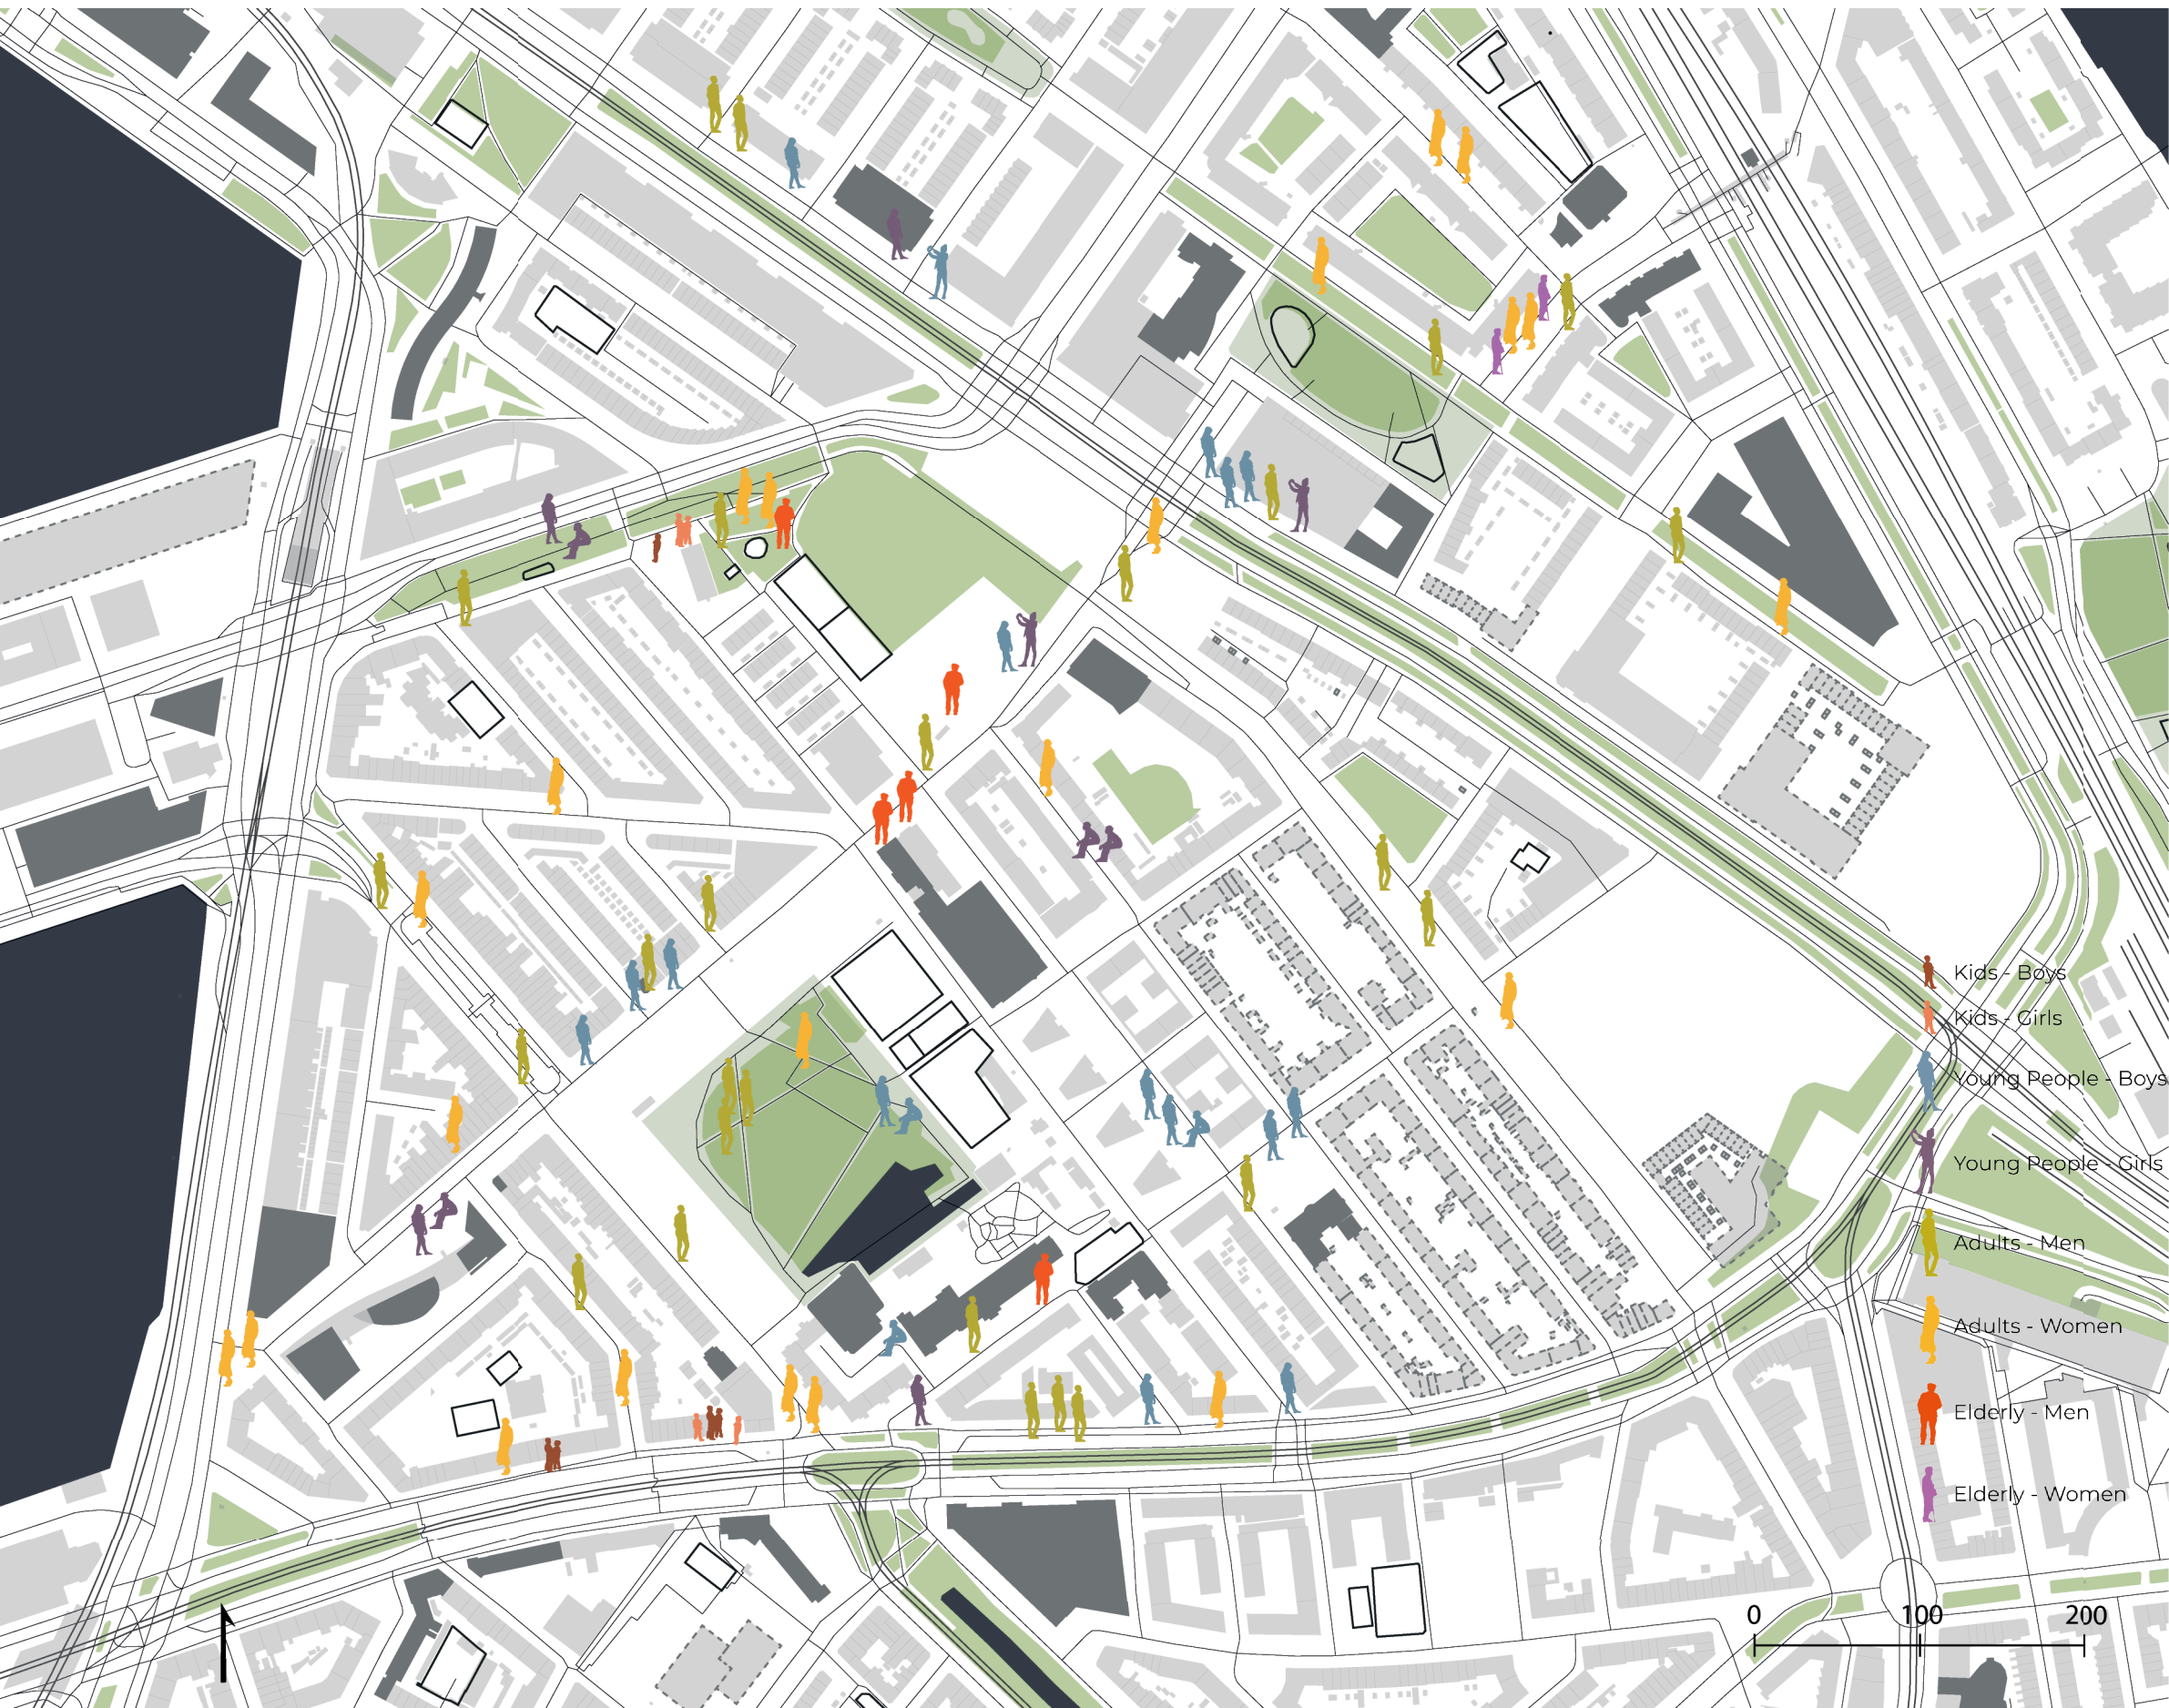 Kids - Boys
Kids - Girls
Young People - Boys
Young People - Girls
Adults - Men
Adults - Women
Elderly - Men
Elderly - Women
0 100 200